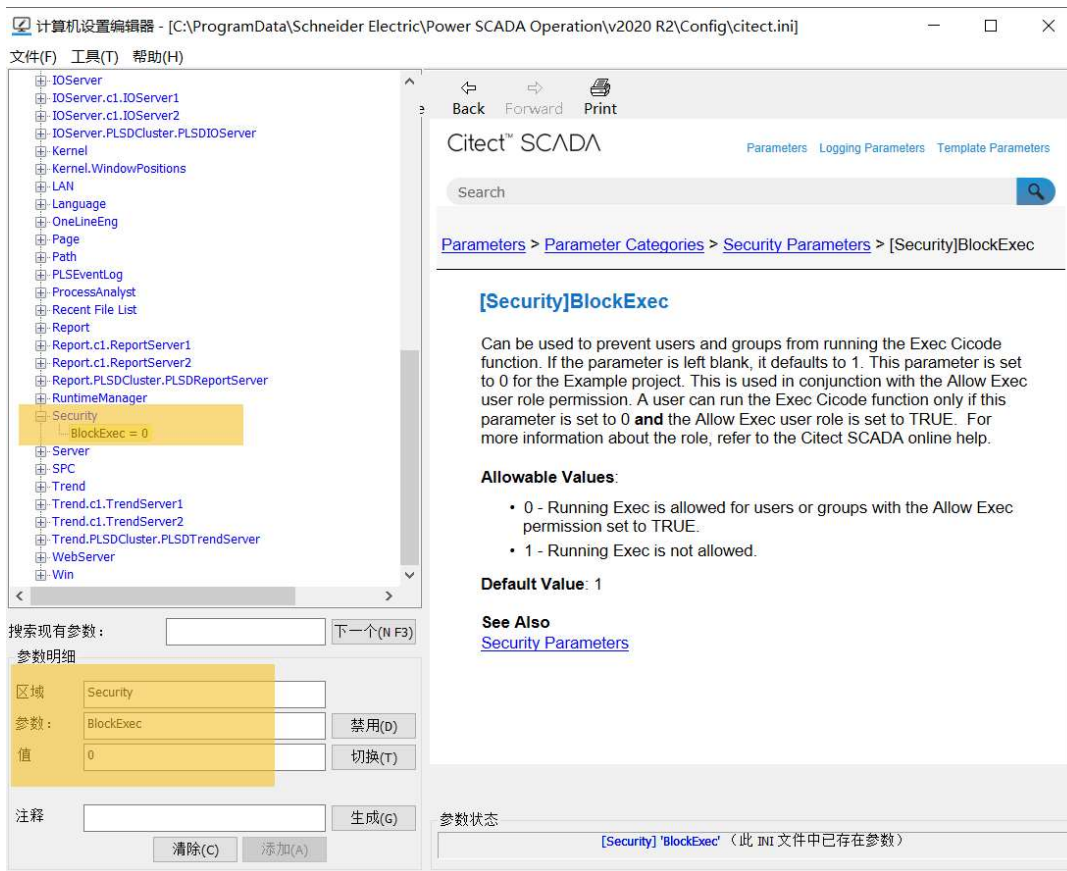 计算机设置编辑器 - [C:\ProgramData\Schneider Electric\Power SCADA Operation\v2020 R2\Config\citect.ini]
文件(F) 工具(T) 帮助(H)
IOServer
IOServer.c1.IOServer1
IOServer.c1.IOServer2
IOServer.PLSDCluster.PLSDIOServer
Kernel
Kernel.WindowPositions
LAN
Language
OneLineEng
Page
Path
PLSEventLog
ProcessAnalyst
Recent File List
Report
Report.c1.ReportServer1
Report.c1.ReportServer2
Report.PLSDCluster.PLSDReportServer
RuntimeManager
Security
BlockExec = 0
Server
SPC
Trend
Trend.c1.TrendServer1
Trend.c1.TrendServer2
Trend.PLSDCluster.PLSDTrendServer
WebServer
Win
搜索现有参数： 下一个(N F3)
参数明细
区域 Security
参数： BlockExec 禁用(D)
值 0 切换(T)
注释 生成(G)
清除(C) 添加(A)
e Back Forward Print
Citect™ SCADA Parameters Logging Parameters Template Parameters
Search
Parameters > Parameter Categories > Security Parameters > [Security]BlockExec
[Security]BlockExec
Can be used to prevent users and groups from running the Exec Cicode
function. If the parameter is left blank, it defaults to 1. This parameter is set
to 0 for the Example project. This is used in conjunction with the Allow Exec
user role permission. A user can run the Exec Cicode function only if this
parameter is set to 0 and the Allow Exec user role is set to TRUE. For
more information about the role, refer to the Citect SCADA online help.
Allowable Values:
• 0 - Running Exec is allowed for users or groups with the Allow Exec
permission set to TRUE.
• 1 - Running Exec is not allowed.
Default Value: 1
See Also
Security Parameters
参数状态
[Security] 'BlockExec' （此 INI 文件中已存在参数）